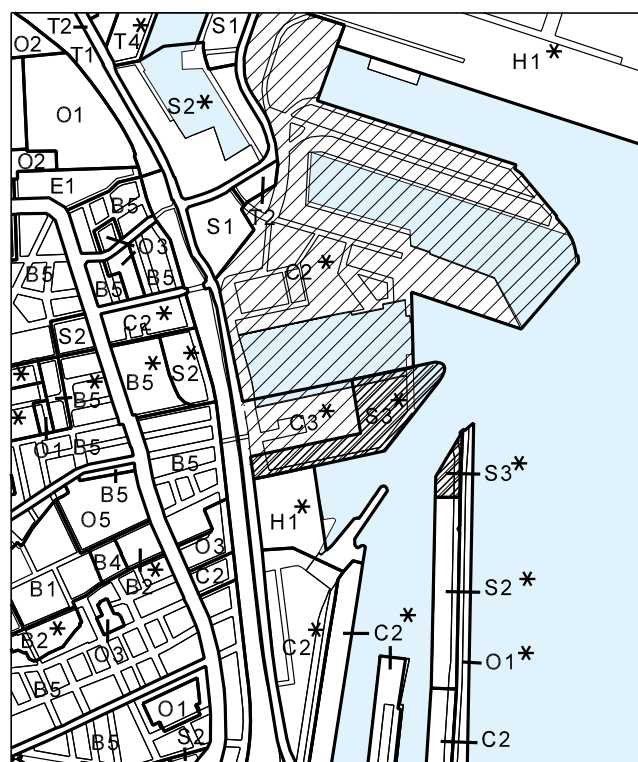 T2
T4*
S1
O2
T1
H1*
S2*
O1
O2
E1
B5
T2
S1
O3
B5
B5
B5
C2*
C2*
S2
B5*
S2*
*
*
B5
C3*
S3*
*
O1
B5
B5
B5
S3*
O5
H1*
O3
B4
B2*
C2
B1
S2*
C2*
C2*
B2*
O3
O1*
B5
O1
S2
B5
C2